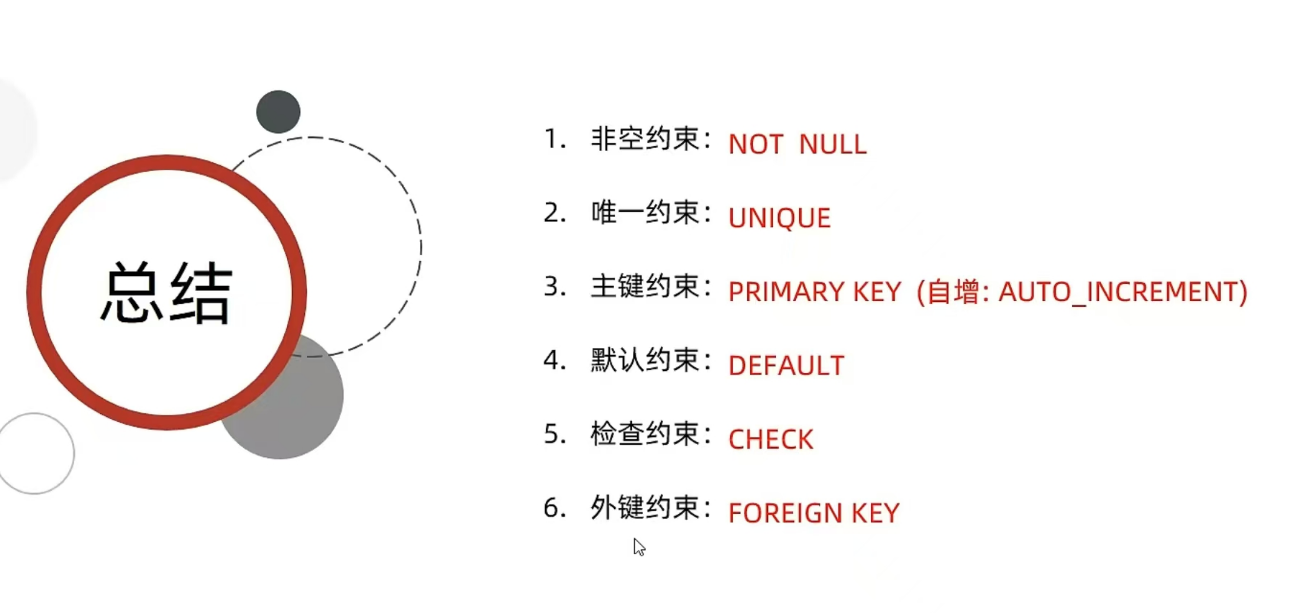 总结
1. 非空约束：NOT NULL
2. 唯一约束：UNIQUE
3. 主键约束：PRIMARY KEY (自增: AUTO_INCREMENT)
4. 默认约束：DEFAULT
5. 检查约束：CHECK
6. 外键约束：FOREIGN KEY